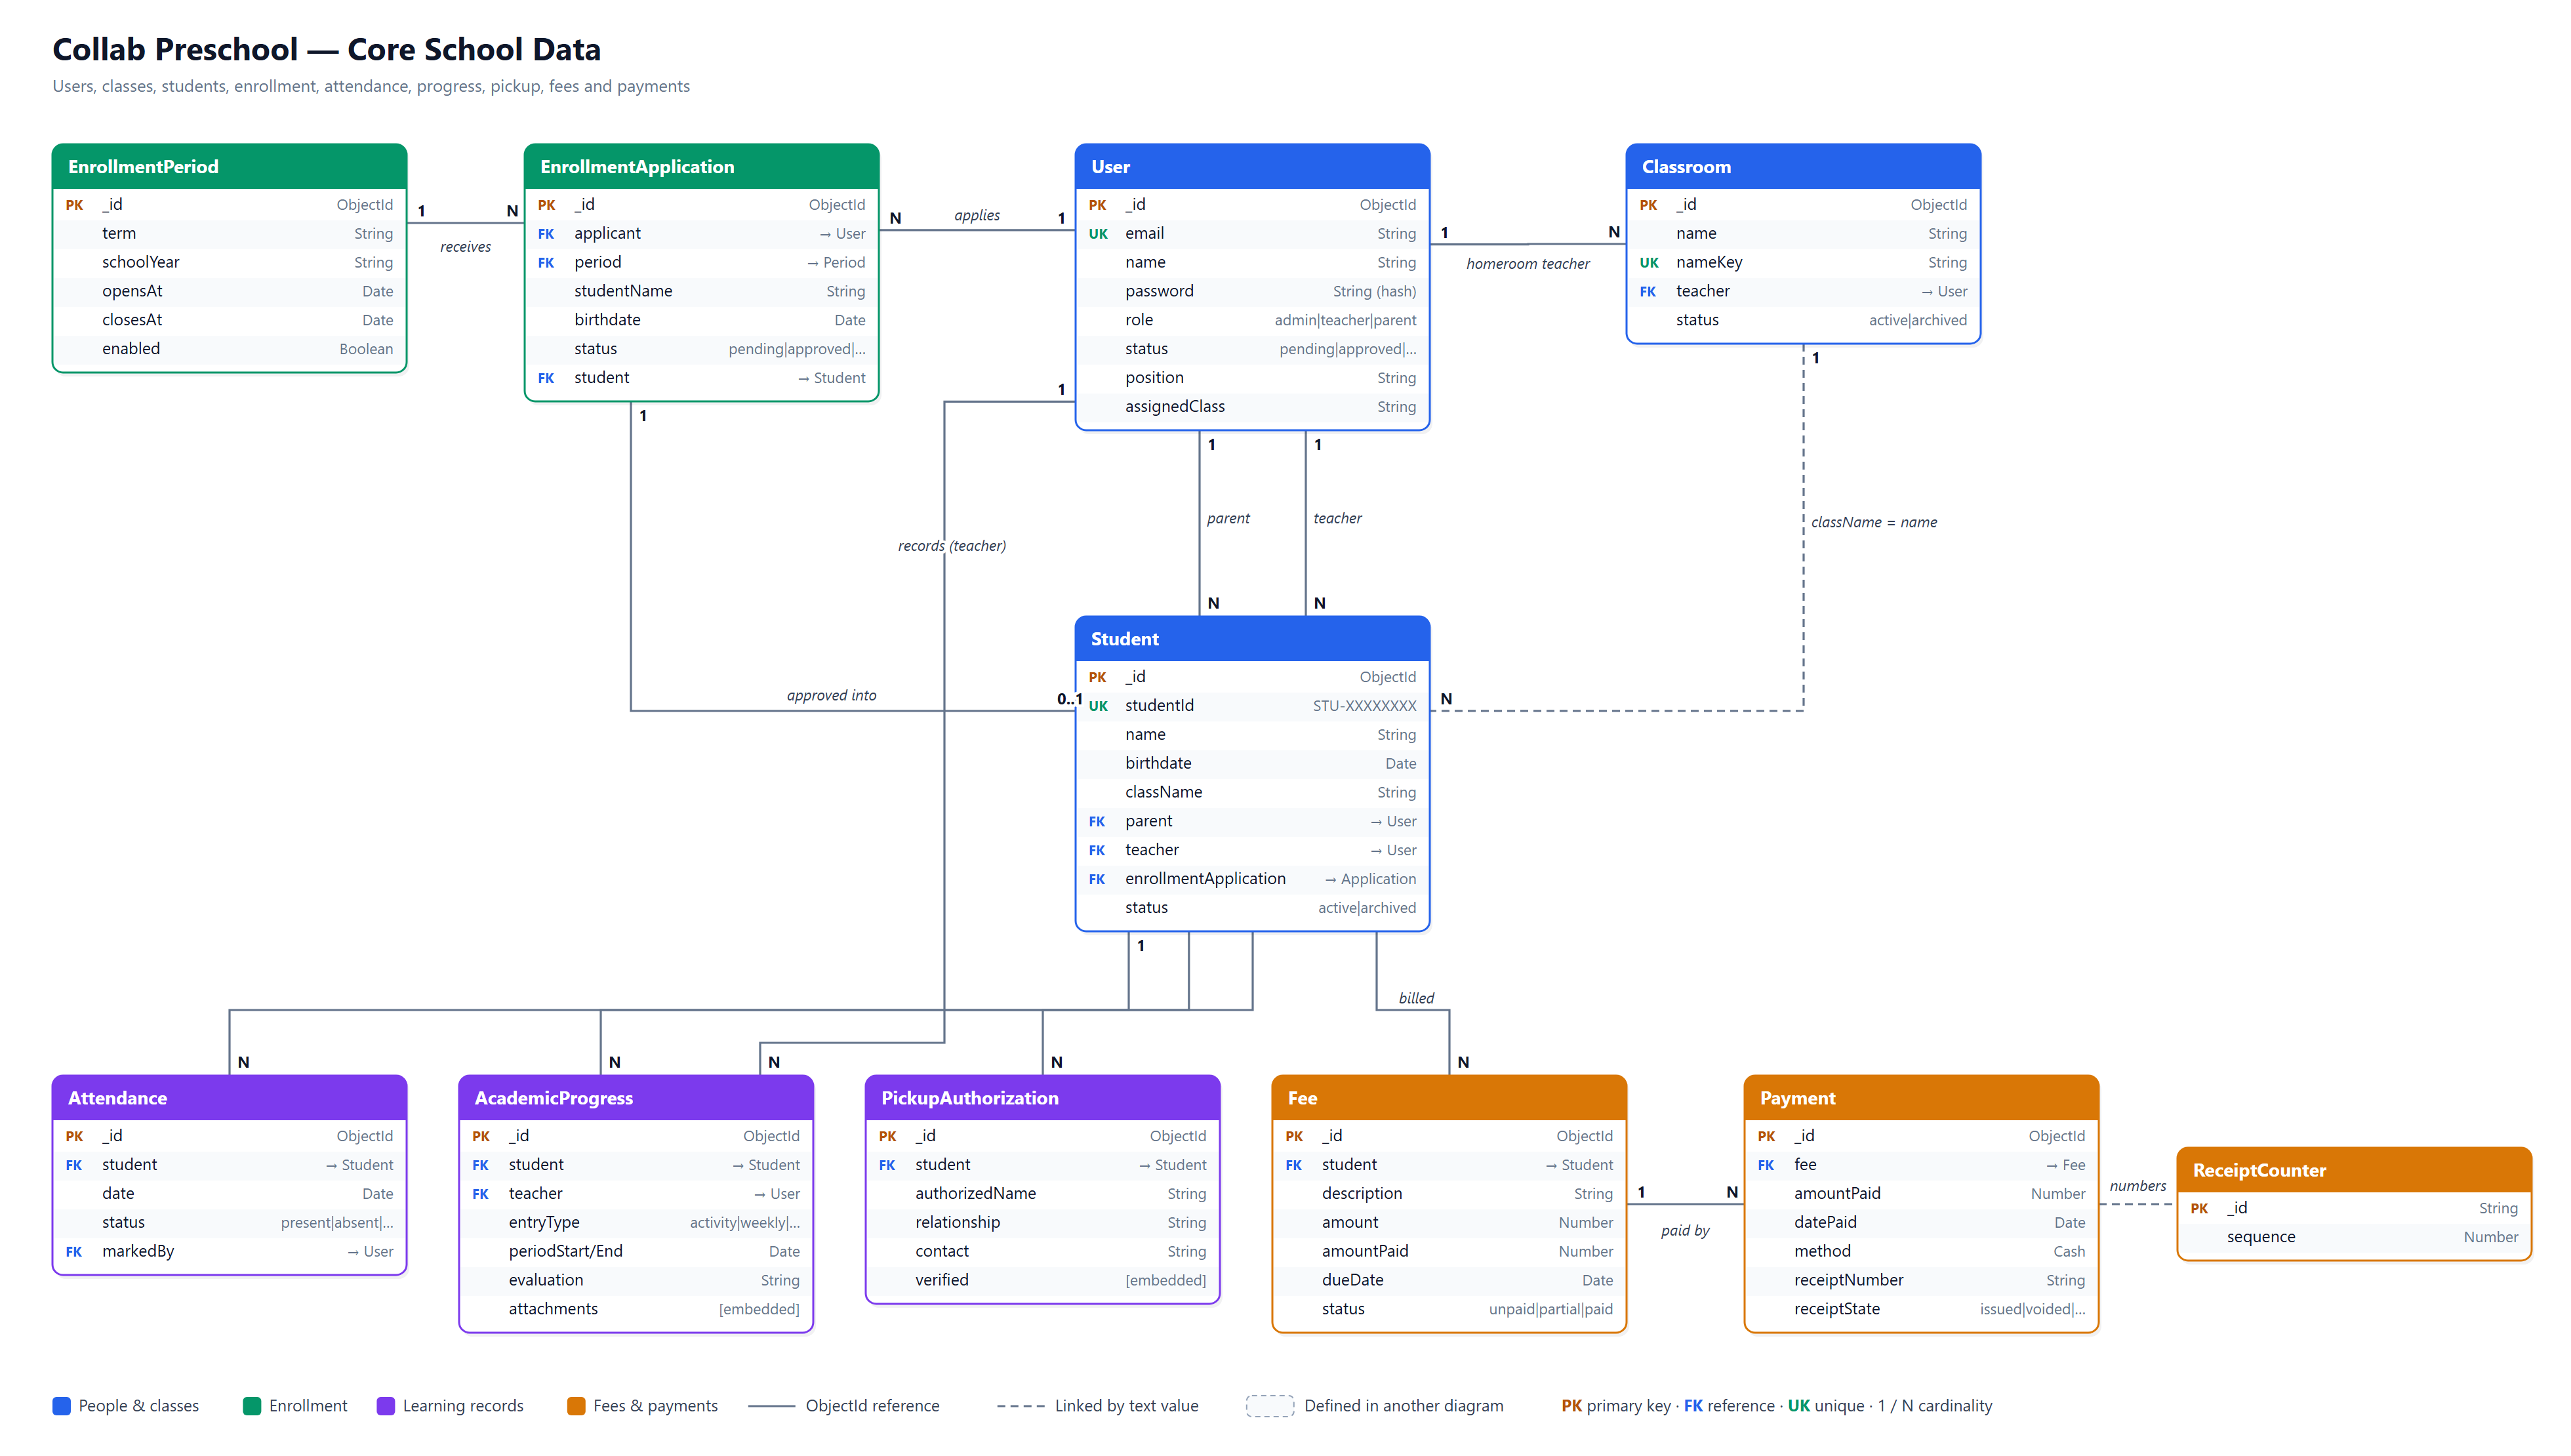 Collab Preschool — Core School Data
Users, classes, students, enrollment, attendance, progress, pickup, fees and payments
EnrollmentPeriod
PK _id ObjectId
term String
schoolYear String
opensAt Date
closesAt Date
enabled Boolean
1 N
receives
EnrollmentApplication
PK _id ObjectId
FK applicant → User
FK period → Period
studentName String
birthdate Date
status pending|approved|...
FK student → Student
N applies 1
User
PK _id ObjectId
UK email String
name String
password String (hash)
role admin|teacher|parent
status pending|approved|...
position String
assignedClass String
1 N
homeroom teacher
Classroom
PK _id ObjectId
name String
UK nameKey String
FK teacher → User
status active|archived
1
1
1
1
1
parent
teacher
className = name
records (teacher)
N
N
approved into
0..1
N
Student
PK _id ObjectId
UK studentId STU-XXXXXXXX
name String
birthdate Date
className String
FK parent → User
FK teacher → User
FK enrollmentApplication → Application
status active|archived
1
billed
N
N
N
N
N
Attendance
PK _id ObjectId
FK student → Student
date Date
status present|absent|...
FK markedBy → User
AcademicProgress
PK _id ObjectId
FK student → Student
FK teacher → User
entryType activity|weekly|...
periodStart/End Date
evaluation String
attachments [embedded]
PickupAuthorization
PK _id ObjectId
FK student → Student
authorizedName String
relationship String
contact String
verified [embedded]
Fee
PK _id ObjectId
FK student → Student
description String
amount Number
amountPaid Number
dueDate Date
status unpaid|partial|paid
1 N
paid by
Payment
PK _id ObjectId
FK fee → Fee
amountPaid Number
datePaid Date
method Cash
receiptNumber String
receiptState issued|voided|...
numbers
ReceiptCounter
PK _id String
sequence Number
People & classes
Enrollment
Learning records
Fees & payments
ObjectId reference
Linked by text value
Defined in another diagram
PK primary key · FK reference · UK unique · 1 / N cardinality